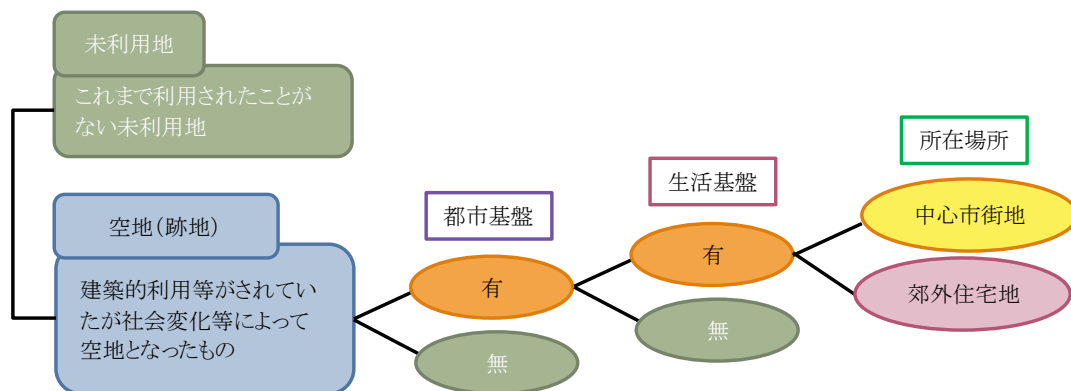 未利用地
これまで利用されたことが
ない未利用地
空地(跡地)
建築的利用等がされてい
たが社会変化等によって
空地となったもの
都市基盤
有
無
生活基盤
有
無
所在場所
中心市街地
郊外住宅地